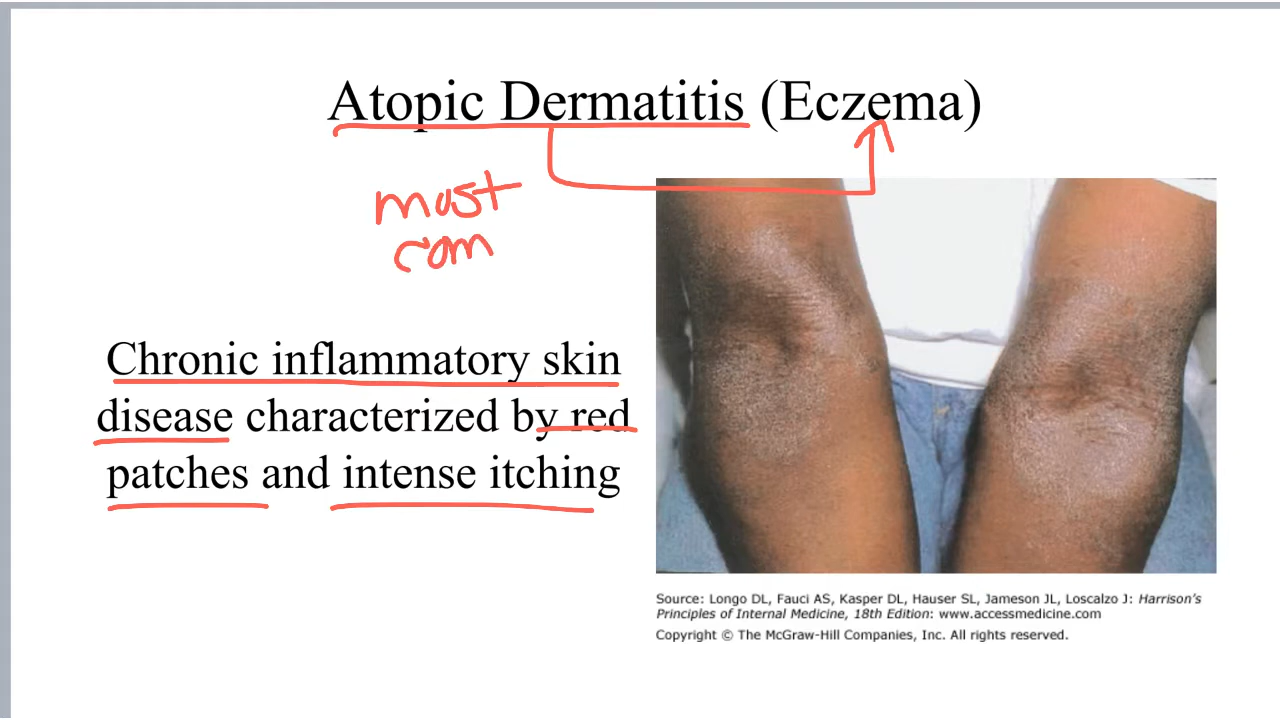 Atopic Dermatitis (Eczema)
most
com
Chronic inflammatory skin
disease characterized by red
patches and intense itching
Source: Longo DL, Fauci AS, Kasper DL, Hauser SL, Jameson JL, Loscalzo J: Harrison's
Principles of Internal Medicine, 18th Edition: www.accessmedicine.com
Copyright © The McGraw-Hill Companies, Inc. All rights reserved.